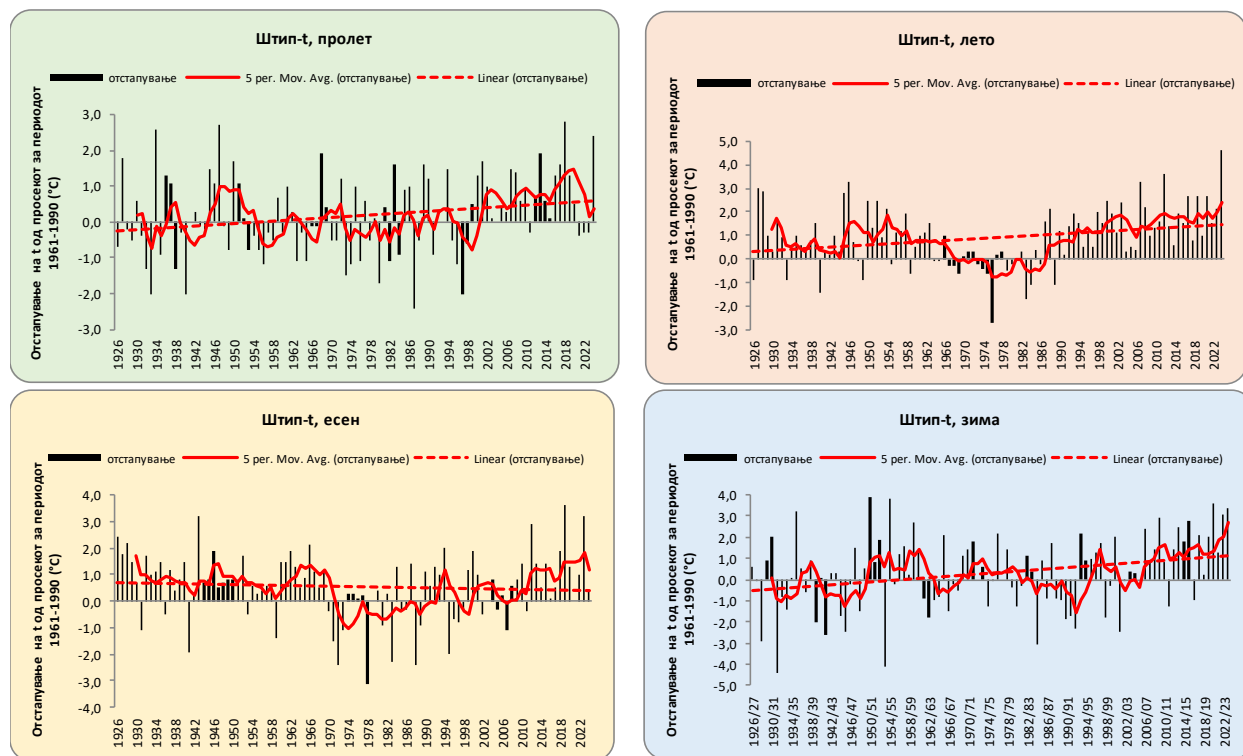 Штип-t, пролет
отстапување 5 per. Mov. Avg. (отстапување) Linear (отстапување)
Отстапување на t од просекот за периодот
1961-1990 (°C)
3,0
2,0
1,0
0,0
-1,0
-2,0
-3,0
1926 1930 1934 1938 1942 1946 1950 1954 1958 1962 1966 1970 1974 1978 1982 1986 1990 1994 1998 2002 2006 2010 2014 2018 2022
Штип-t, лето
отстапување 5 per. Mov. Avg. (отстапување) Linear (отстапување)
Отстапување на t од просекот за периодот
1961-1990 (°C)
5,0
4,0
3,0
2,0
1,0
0,0
-1,0
-2,0
-3,0
1926 1930 1934 1938 1942 1946 1950 1954 1958 1962 1966 1970 1974 1978 1982 1986 1990 1994 1998 2002 2006 2010 2014 2018 2022
Штип-t, есен
отстапување 5 per. Mov. Avg. (отстапување) Linear (отстапување)
Отстапување на t од просекот за периодот
1961-1990 (°C)
4,0
3,0
2,0
1,0
0,0
-1,0
-2,0
-3,0
-4,0
1926 1930 1934 1938 1942 1946 1950 1954 1958 1962 1966 1970 1974 1978 1982 1986 1990 1994 1998 2002 2006 2010 2014 2018 2022
Штип-t, зима
отстапување 5 per. Mov. Avg. (отстапување) Linear (отстапување)
Отстапување на t од просекот за периодот
1961-1990 (°C)
4,0
3,0
2,0
1,0
0,0
-1,0
-2,0
-3,0
-4,0
-5,0
1926/27 1930/31 1934/35 1938/39 1942/43 1946/47 1950/51 1954/55 1958/59 1962/63 1966/67 1970/71 1974/75 1978/79 1982/83 1986/87 1990/91 1994/95 1998/99 2002/03 2006/07 2010/11 2014/15 2018/19 2022/23